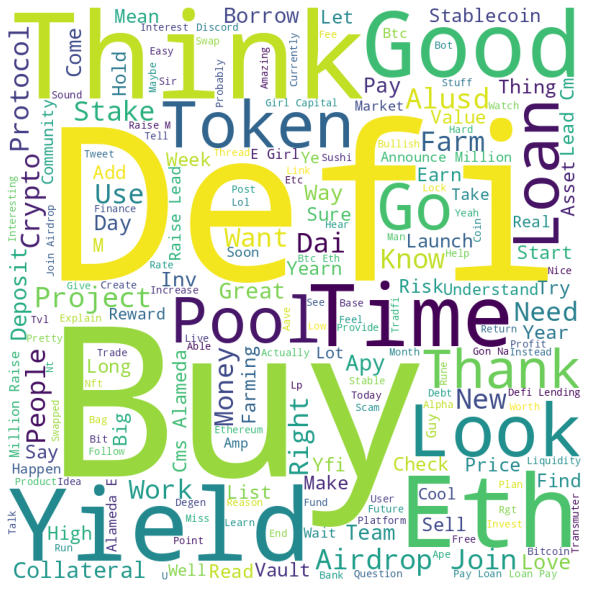 Think
Good
Defi
Buy
Time
Yield
Eth
Look
Pool
Token
Go
Loan
Thank
Protocol
Mean
Interest
Discord
Borrow
Let
Stablecoin
Come
Easy
Swap
Btc
Bot
Stuff
Fee
Maybe
Sir
Amazing
Currently
Hold
Probably
Pay
Thing
Sound
Stake
Girl Capital
Market
Watch
Alusd
Value
Lead Cms
Raise M
Tell
Bullish
Hard
Crypto
Community
Tweet
Thread
Sushi
Week
E Girl
Ye
Farm
Announce Million
Asset
Add
Link
Etc
Earn
Interesting
Join Airdrop
Use
Raise Lead
Way
Lock
Take
Finance
Post
Lol
Sure
Yeah
Real
Day
Want
Hear
Man
Launch
Coin
Start
M
Soon
Dai
Btc Eth
Know
Help
Nice
Deposit
Rate
Inv
Yearn
Tradfi
Risk
Understand
Try
Give
Create
Great
Feel
Project
Increase
See
Base
Low
Provide
Return
Profit
Need
Tvl
Explain
Reward
Live
Able
Aave
Actually
Month
Gon Na
Instead
Year
Million Raise
Pretty
Nt
People
Trade
Long
Lp
Lot
Apy
Stable
Today
Rune
Debt
Defi Lending
Nft
Cms Alameda
Money
Farming
Ethereum
Scam
Alpha
New
Worth
Swapped
Bag
Bit
Big
Follow
Right
Amp
Guy
Say
Yfi
Check
Price
Liquidity
Happen
Work
List
Make
Cool
Find
Product
Idea
Degen
Reason
Fund
User
Future
Plan
Rgt
Invest
Transmuter
Alameda E
High
Miss
Learn
Platform
Sell
Free
Talk
Run
Point
End
Wait
Team
Ape
Bitcoin
Airdrop
Join
Love
Collateral
U
Well
Read
Vault
Bank
Question
Pay Loan
Loan Pay